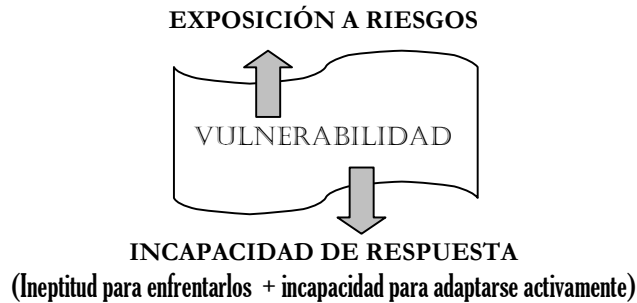 EXPOSICIÓN A RIESGOS
VULNERABILIDAD
INCAPACIDAD DE RESPUESTA
(Ineptitud para enfrentarlos + incapacidad para adaptarse activamente)